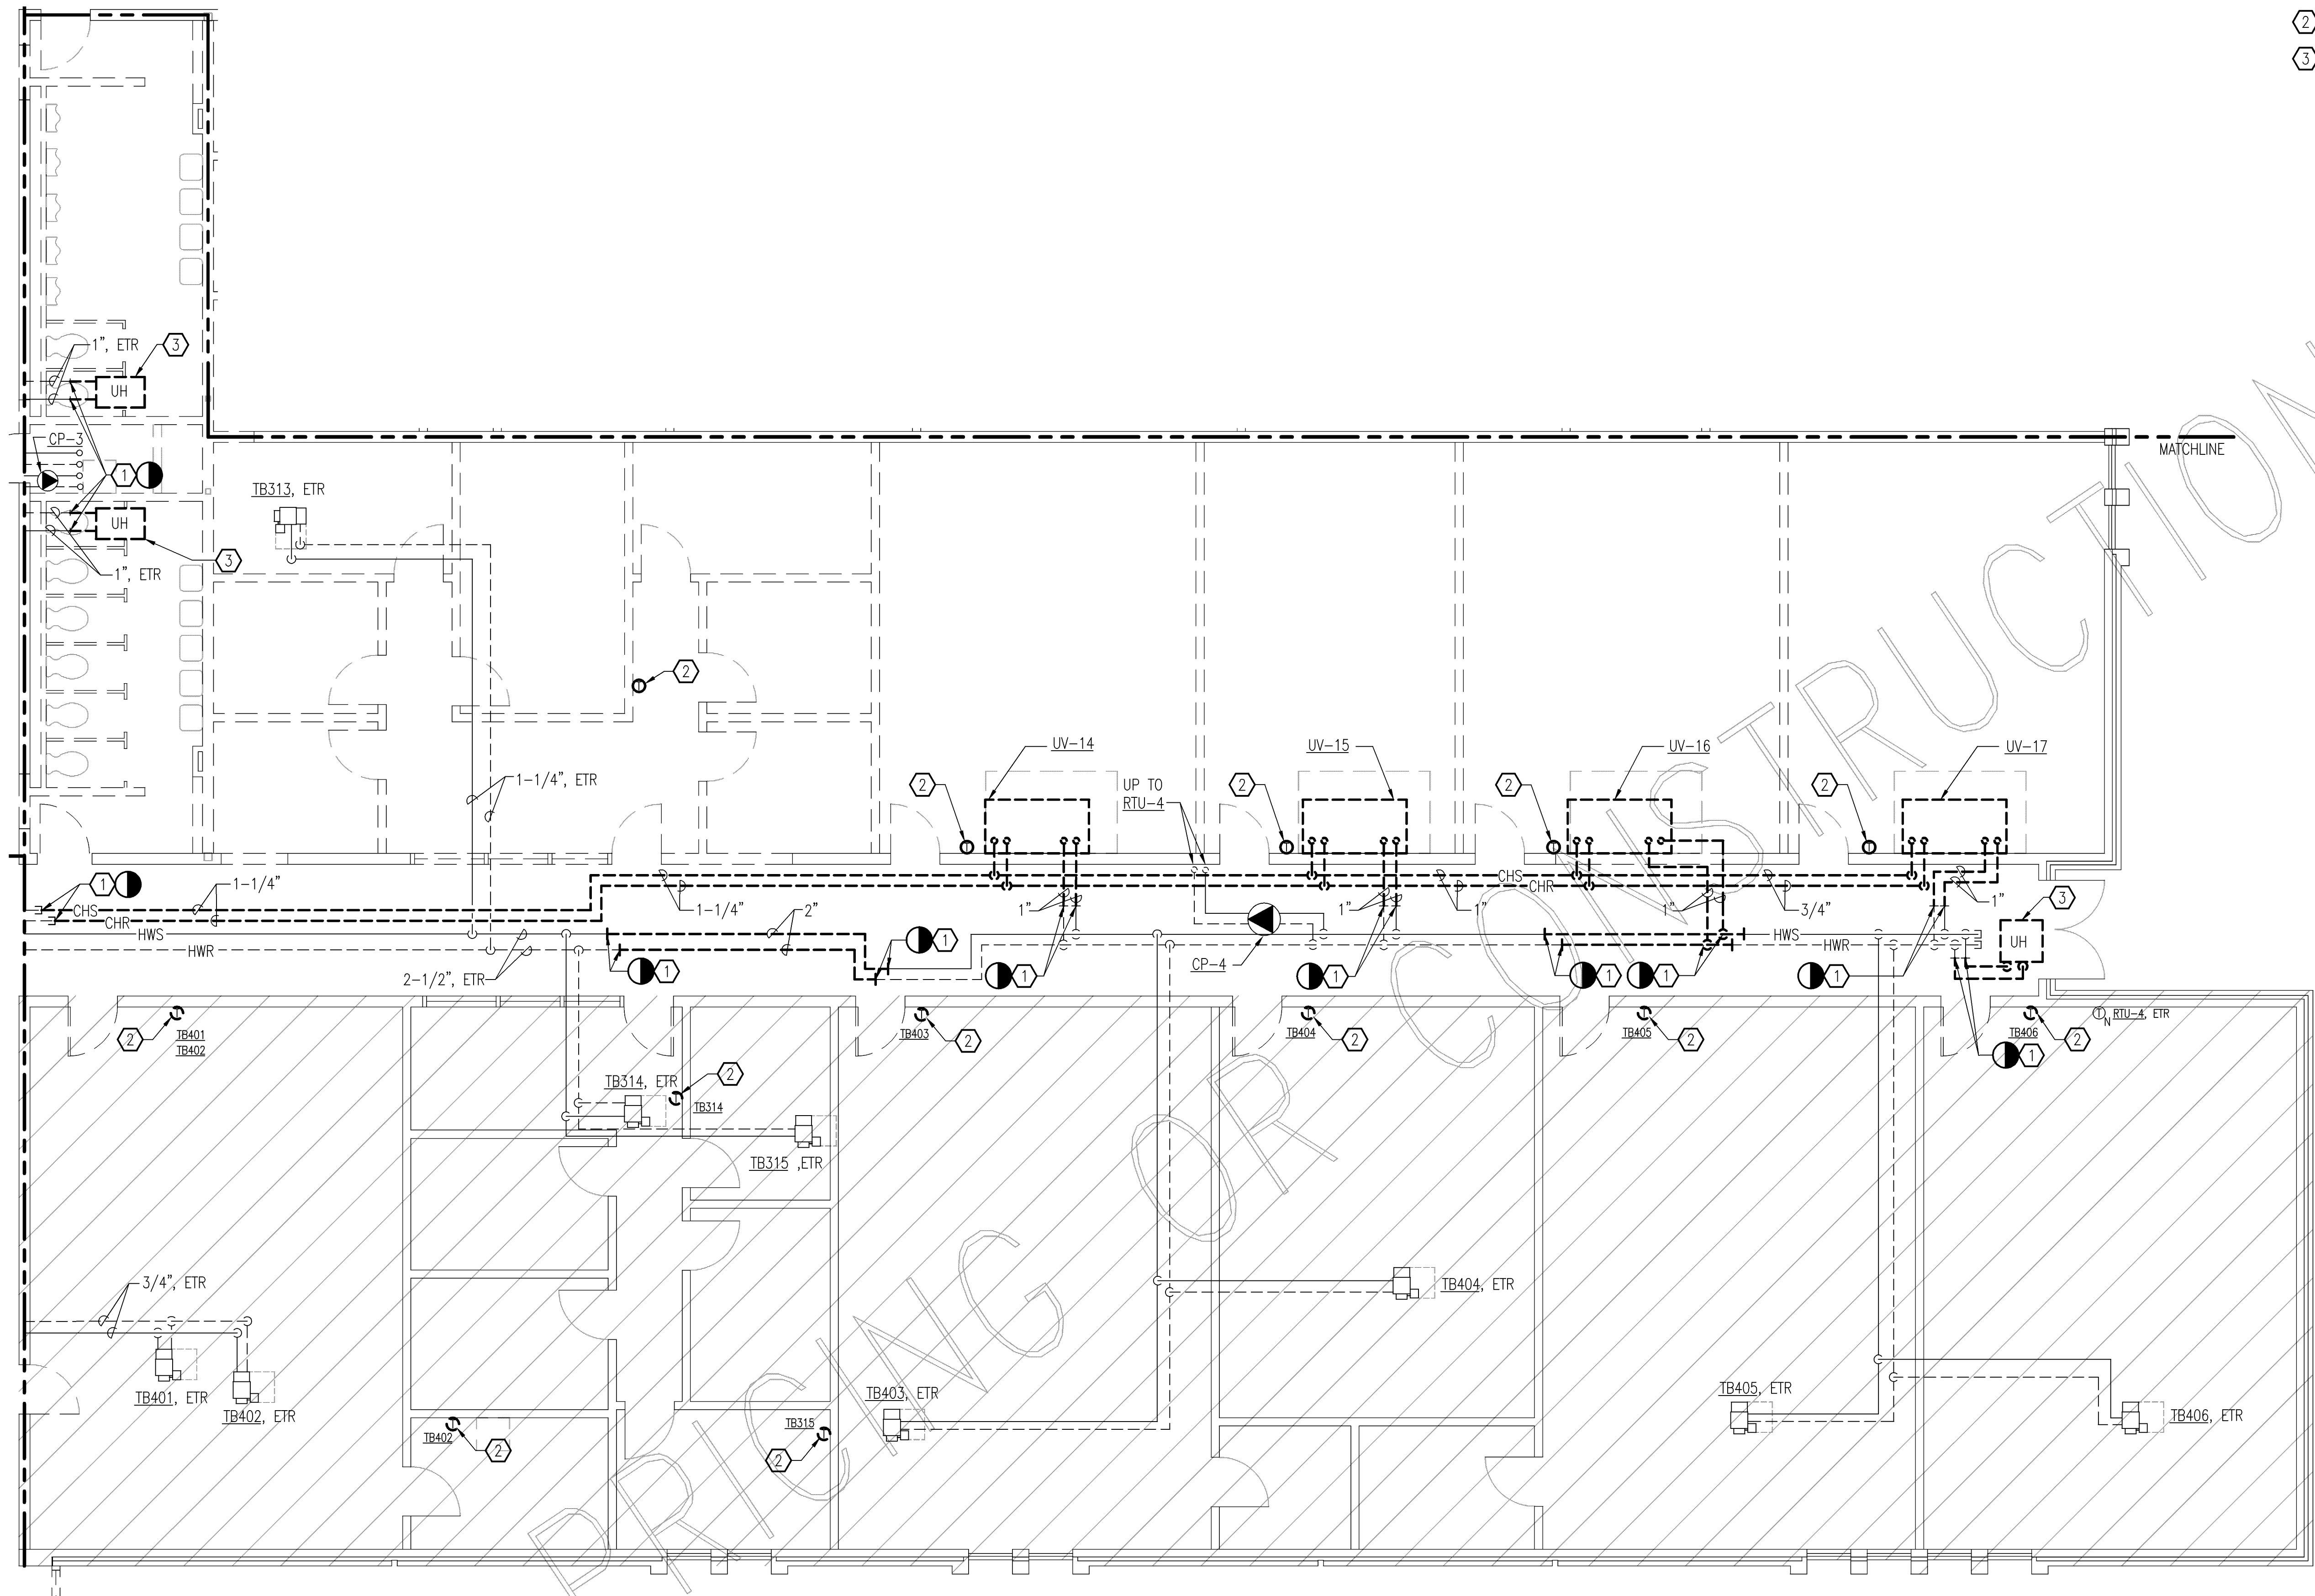 2
3
1", ETR
3
UH
CP-3
1
UH
3
1", ETR
TB313, ETR
MATCHLINE
2
1-1/4", ETR
UV-14
UV-15
UV-16
UV-17
2
UP TO
RTU-4
2
2
2
1
1-1/4"
CHS
CHR
HWS
HWR
2-1/2", ETR
1-1/4"
2"
1
1
1"
1
CP-4
1"
1
1"
CHS
CHR
1"
3/4"
1
1
1
HWS
HWR
1"
3
UH
2
TB401
TB402
TB403
2
TB404
2
TB405
2
TB406
2
T
N
RTU-4, ETR
1
TB314, ETR
2
TB314
TB315 ,ETR
3/4", ETR
TB401, ETR
TB402, ETR
TB402
2
TB315
2
TB403, ETR
TB404, ETR
TB405, ETR
TB406, ETR
PRICING OR CONSTRUCTION